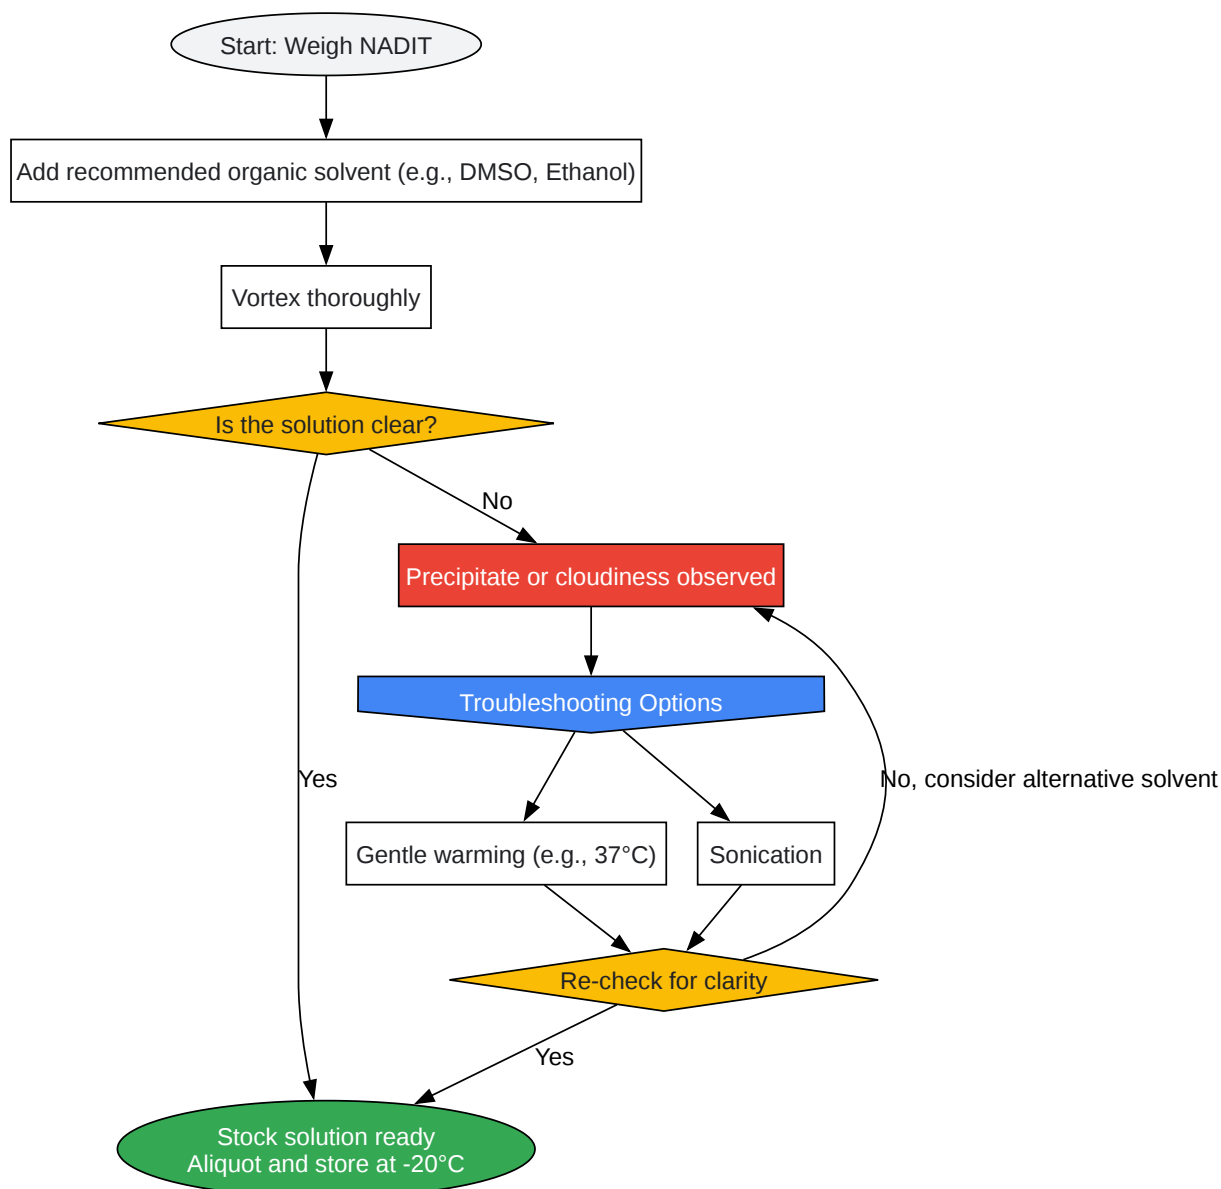 Start: Weigh NADIT
Add recommended organic solvent (e.g., DMSO, Ethanol)
Vortex thoroughly
Is the solution clear?
No
Precipitate or cloudiness observed
Troubleshooting Options
Yes
No, consider alternative solvent
Gentle warming (e.g., 37°C)
Sonication
Re-check for clarity
Yes
Stock solution ready
Aliquot and store at -20°C